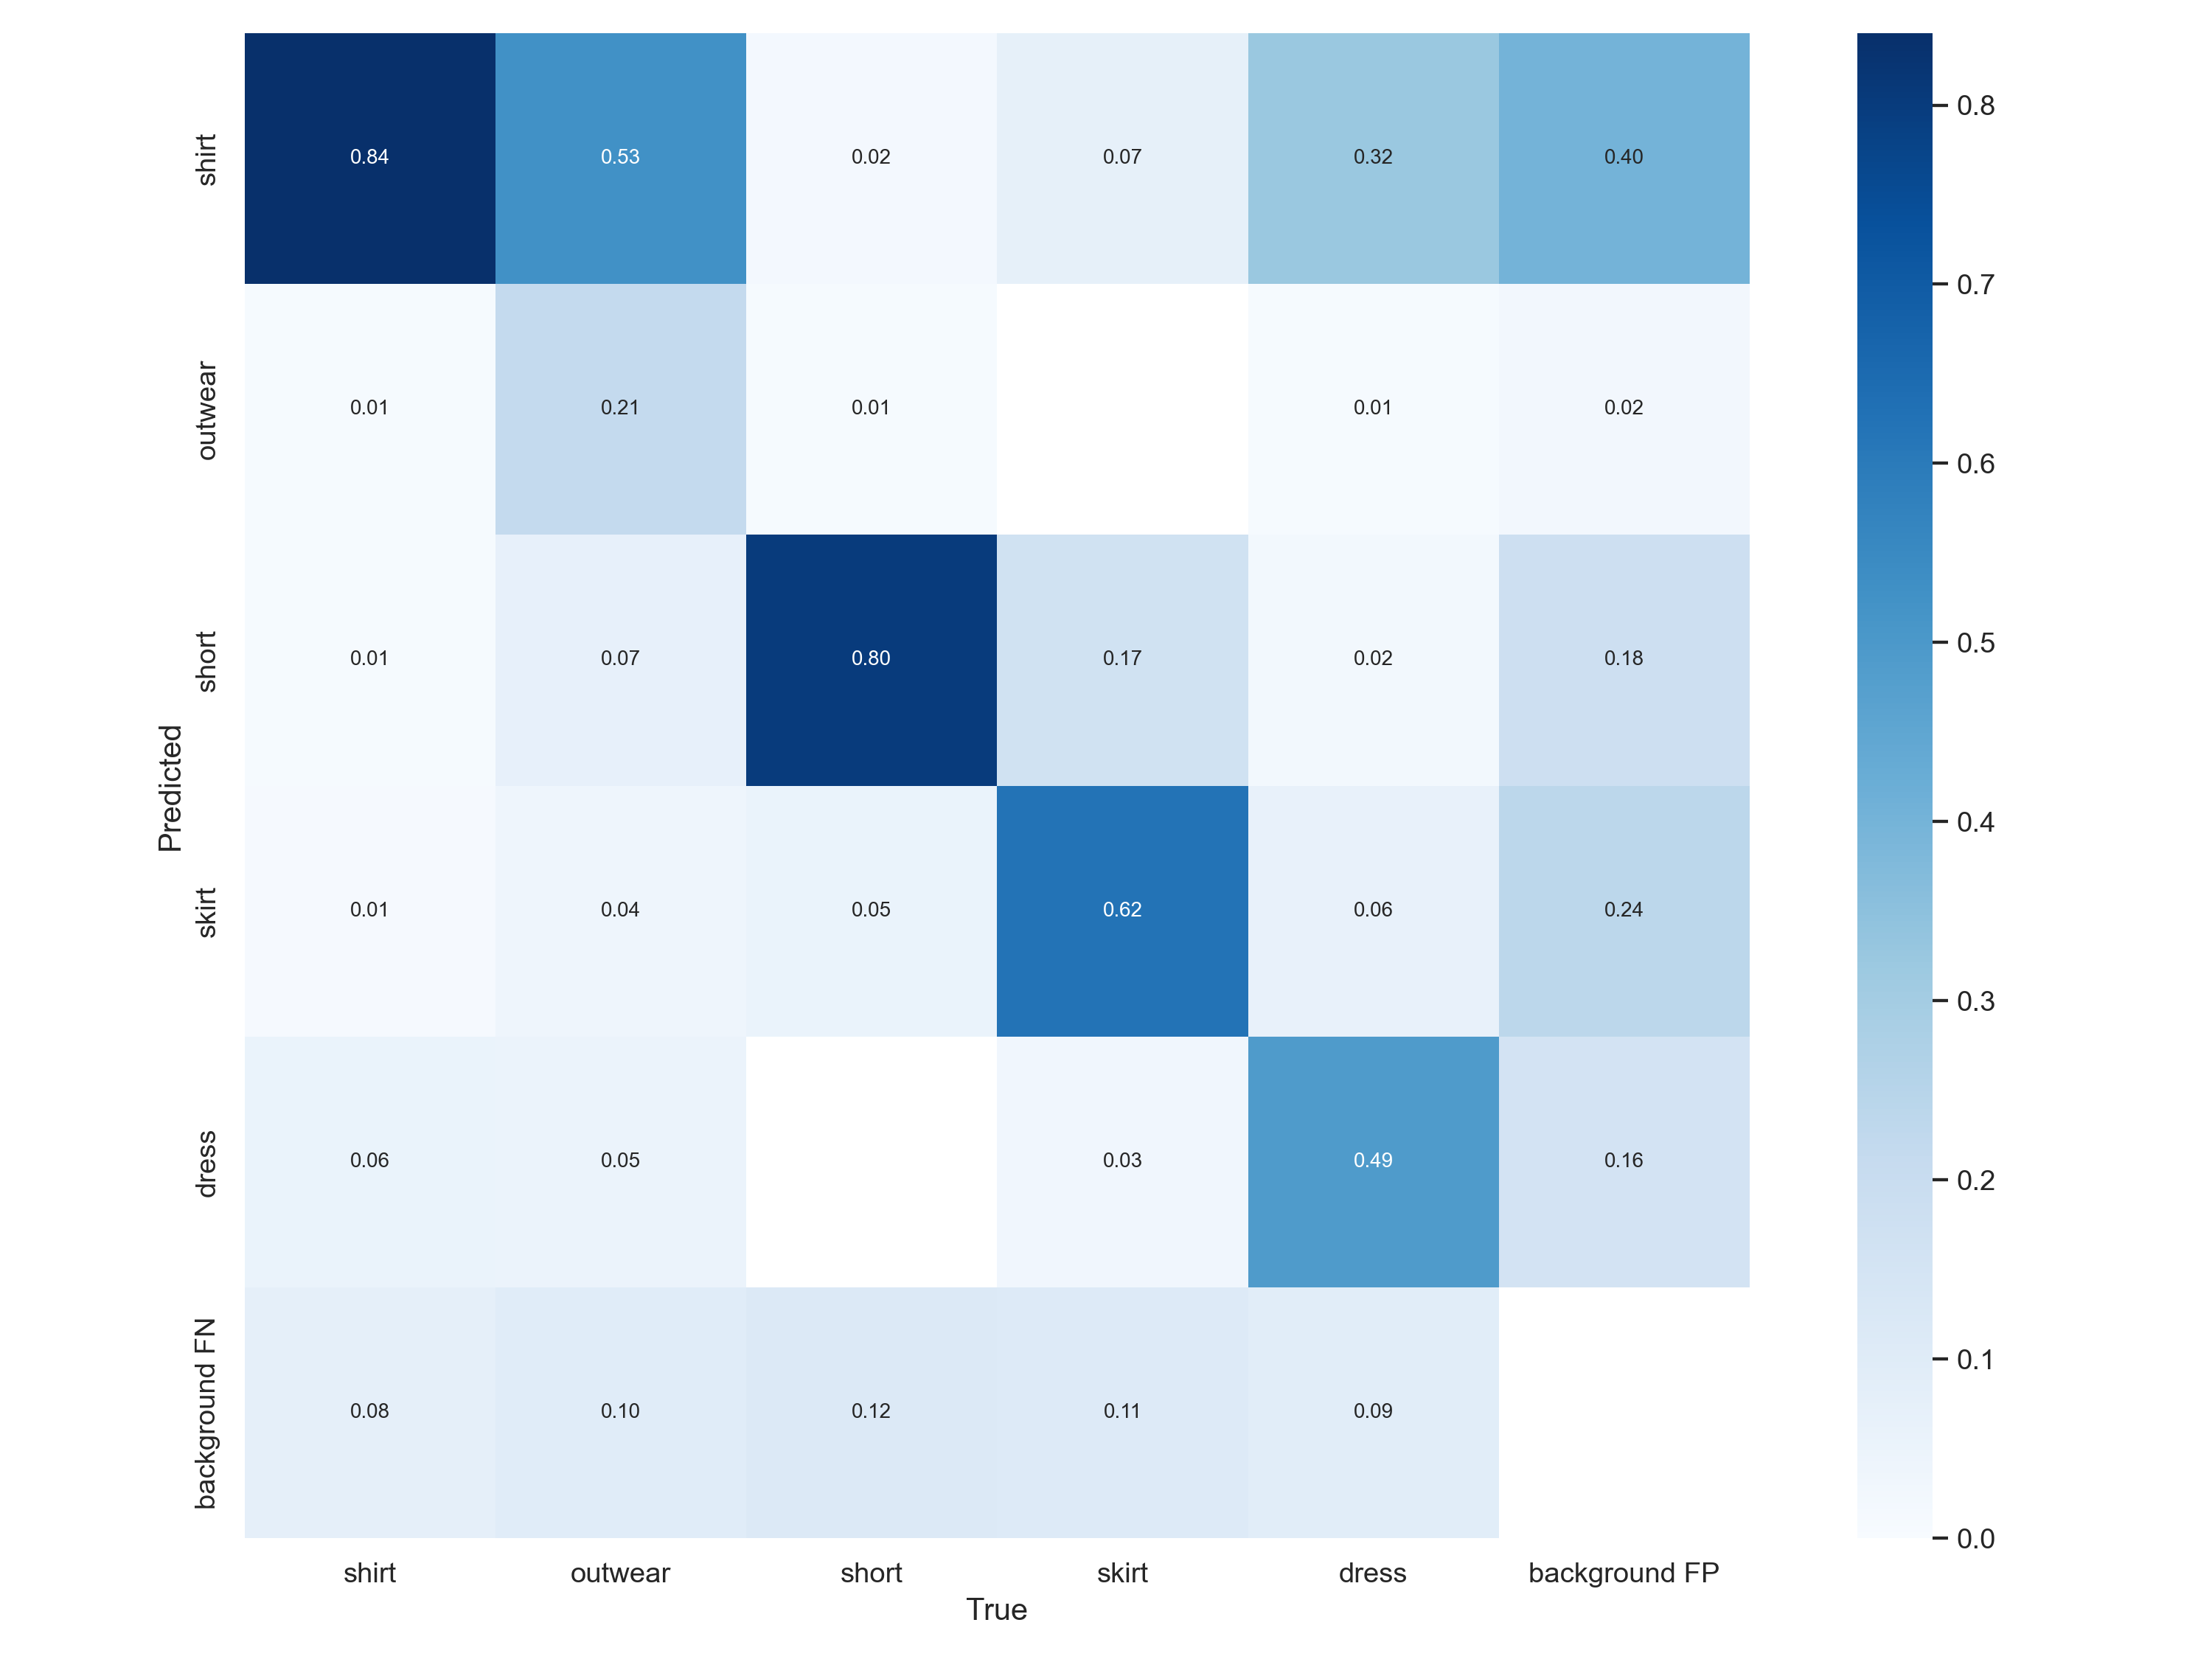 shirt 0.84 0.53 0.02 0.07 0.32 0.40
outwear 0.01 0.21 0.01 0.01 0.02
short 0.01 0.07 0.80 0.17 0.02 0.18
skirt 0.01 0.04 0.05 0.62 0.06 0.24
dress 0.06 0.05 0.03 0.49 0.16
background FN 0.08 0.10 0.12 0.11 0.09
Predicted
shirt outwear short skirt dress background FP
True
0.8
0.7
0.6
0.5
0.4
0.3
0.2
0.1
0.0